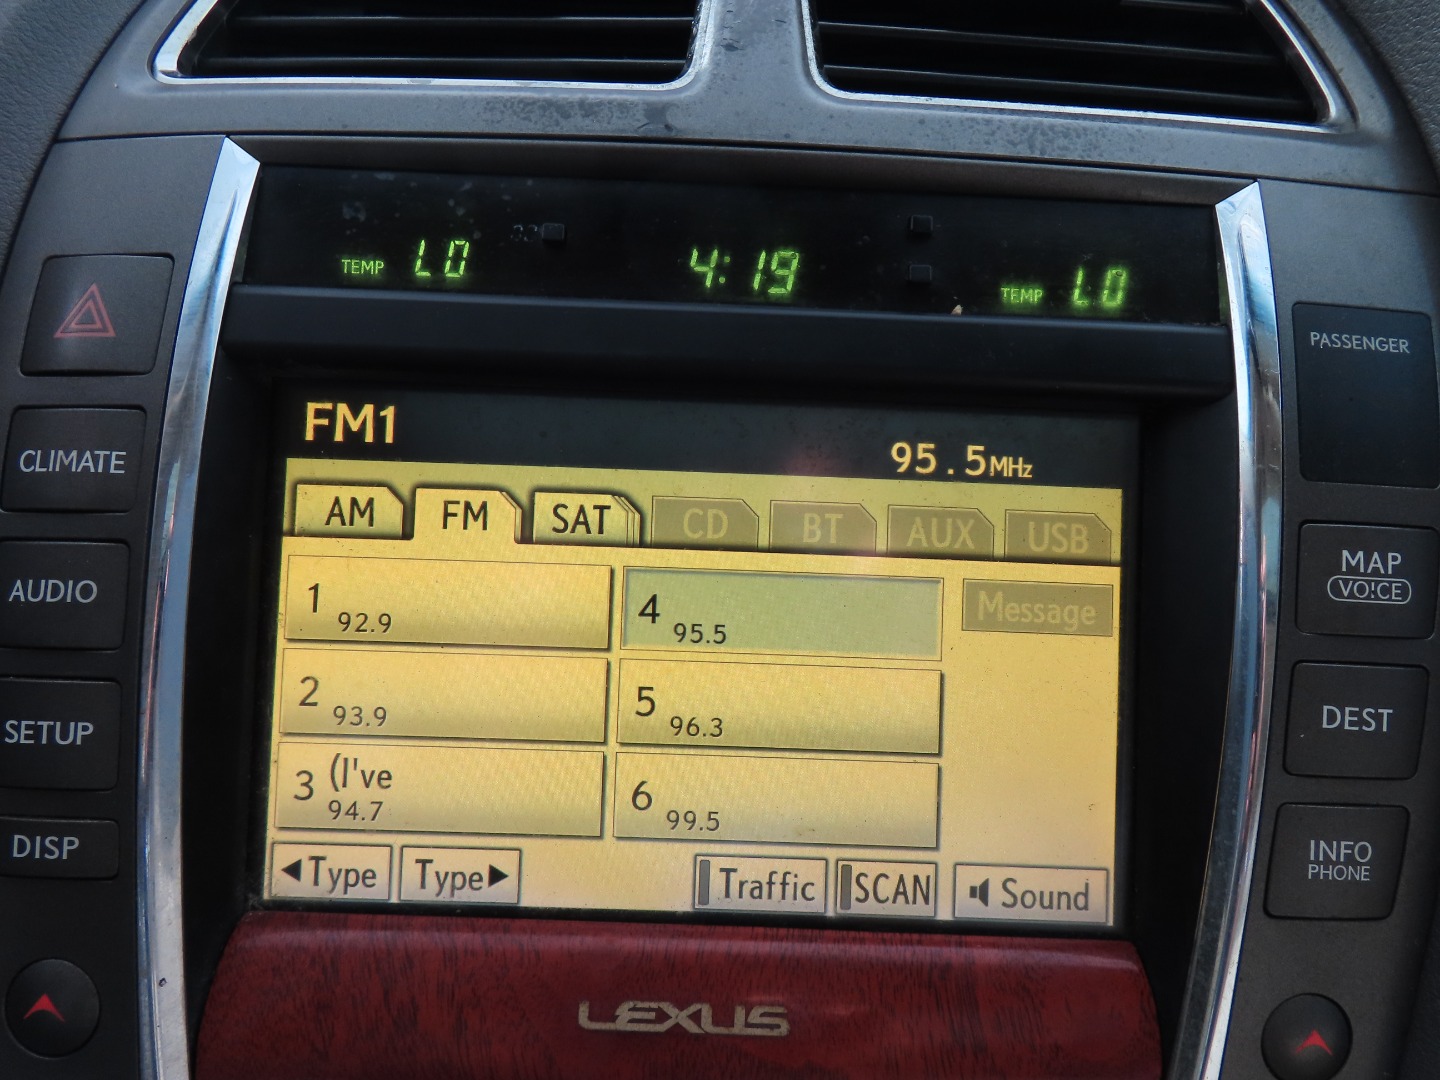 TEMP LO
4:19
TEMP LO
PASSENGER
CLIMATE
AUDIO
SETUP
DISP
FM1
95.5MHz
AM FM SAT CD BT AUX USB
1 92.9
4 95.5
Message
2 93.9
5 96.3
3 (I've
94.7
6 99.5
◀Type Type▶ Traffic SCAN Sound
MAP
VO!CE
DEST
INFO
PHONE
LEXUS